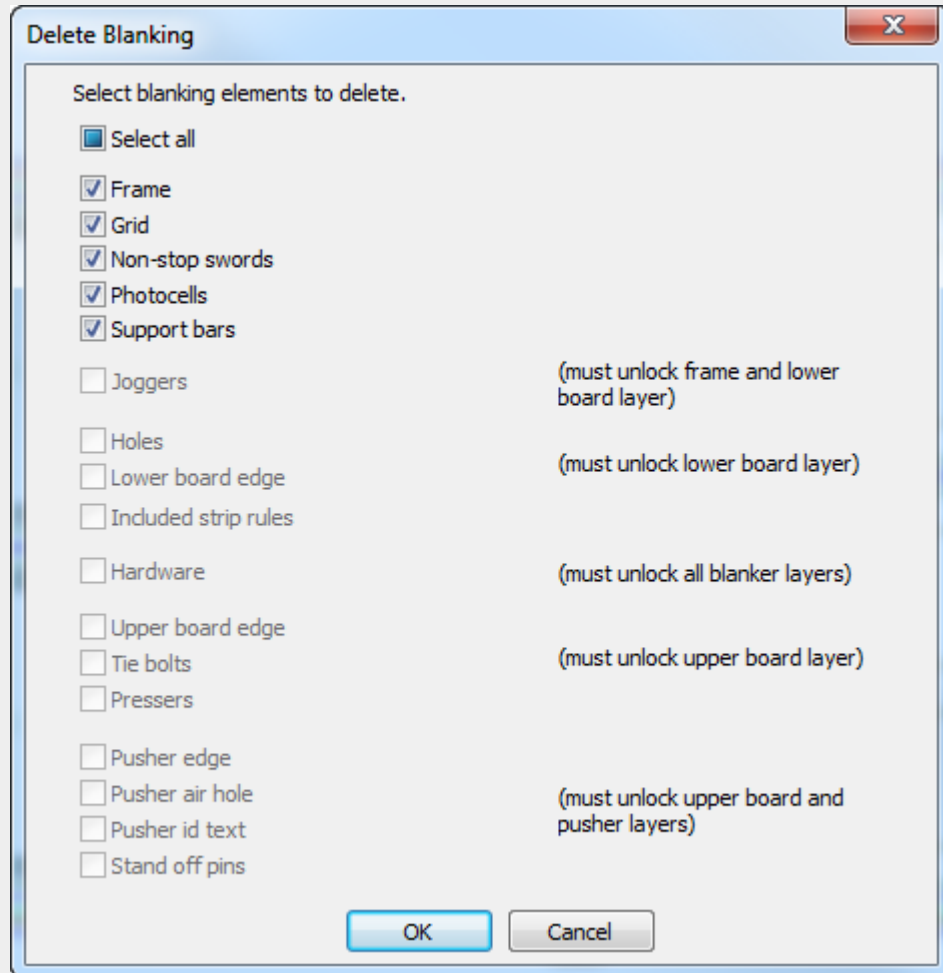 Delete Blanking
Select blanking elements to delete.
Select all
Frame
Grid
Non-stop swords
Photocells
Support bars
Joggers
(must unlock frame and lower
board layer)
Holes
Lower board edge
(must unlock lower board layer)
Included strip rules
Hardware
(must unlock all blanker layers)
Upper board edge
Tie bolts
(must unlock upper board layer)
Pressers
Pusher edge
Pusher air hole
Pusher id text
(must unlock upper board and
pusher layers)
Stand off pins
OK
Cancel